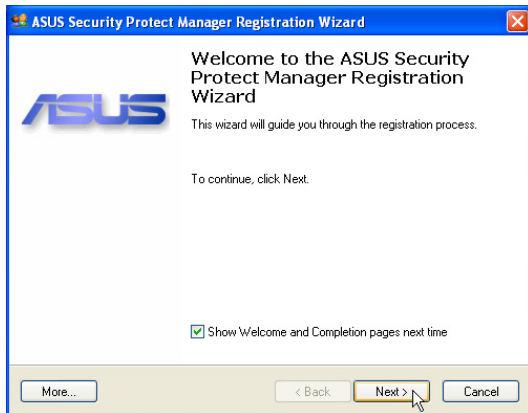 ASUS Security Protect Manager Registration Wizard
ASUS
Welcome to the ASUS Security
Protect Manager Registration
Wizard
This wizard will guide you through the registration process.
To continue, click Next.
Show Welcome and Completion pages next time
More...
< Back
Next >
Cancel